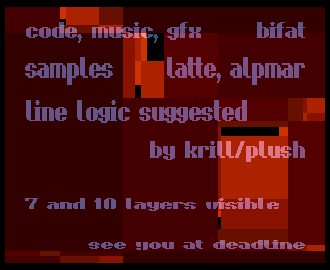 code, music, gfx bifat
samples latte, alpmar
line logic suggested
by krill/plush
7 and 10 layers visible
see you at deadline